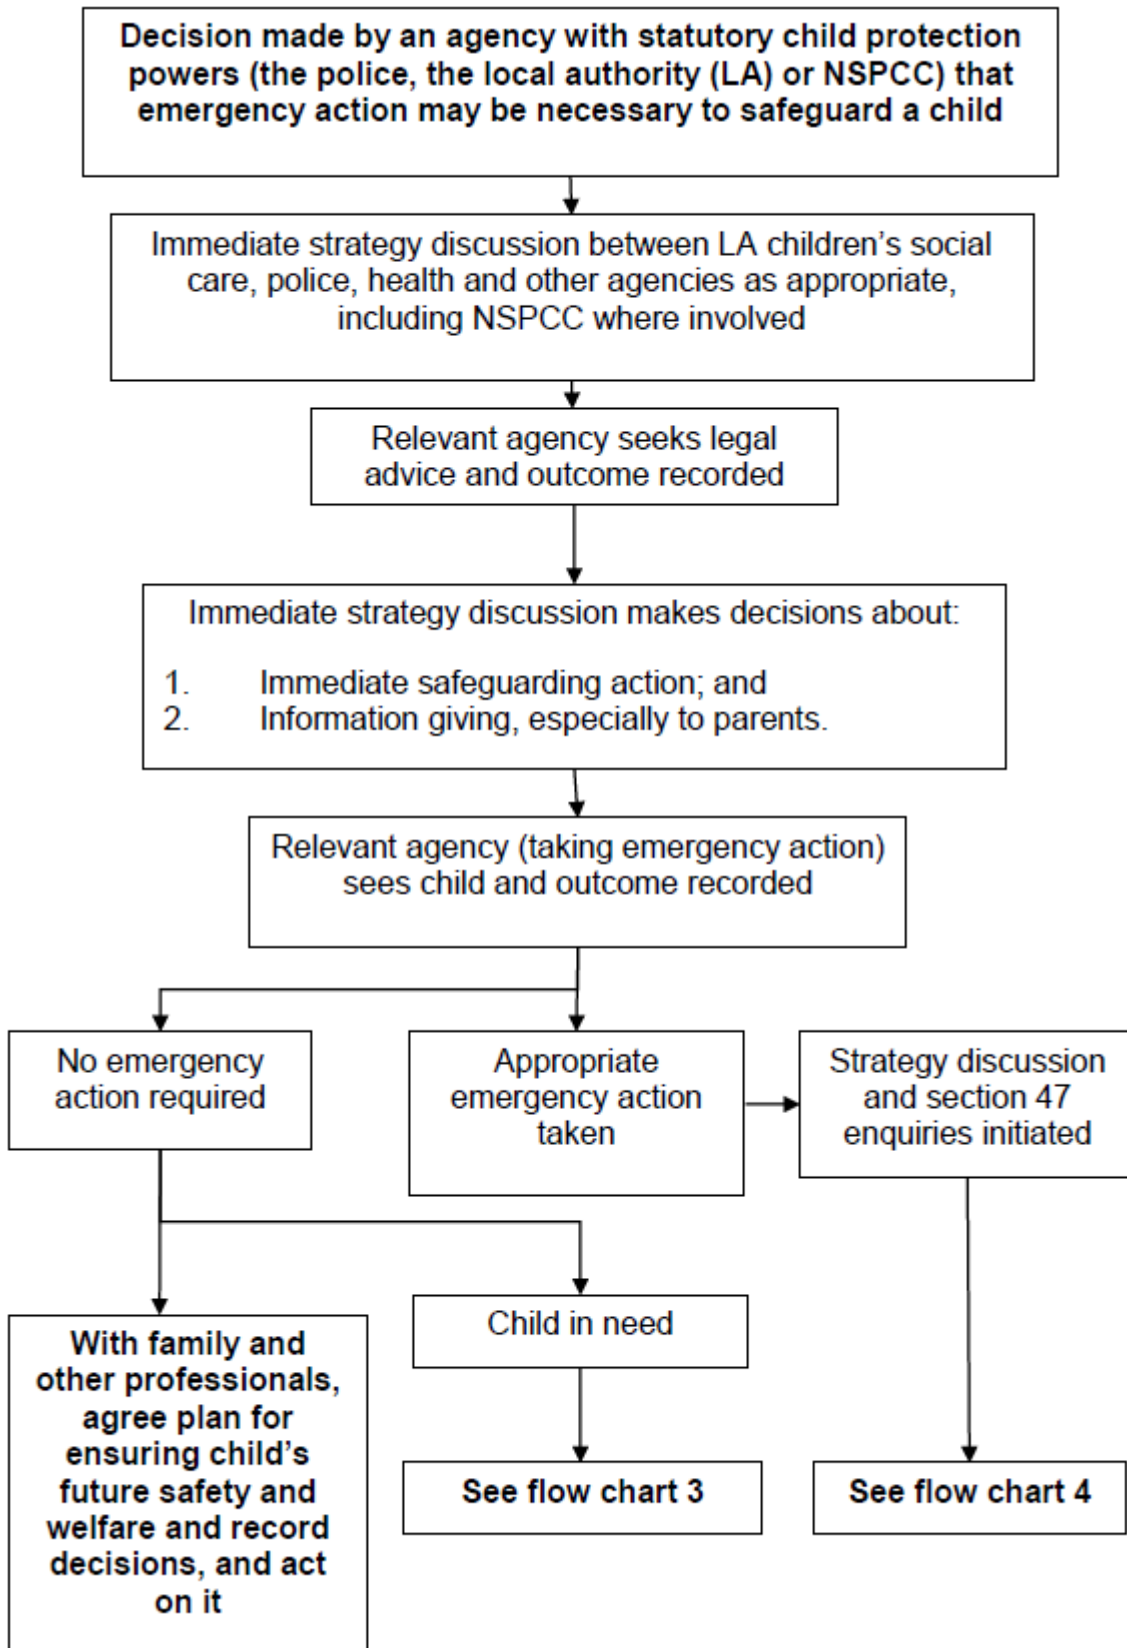 Decision made by an agency with statutory child protection
powers (the police, the local authority (LA) or NSPCC) that
emergency action may be necessary to safeguard a child
Immediate strategy discussion between LA children's social
care, police, health and other agencies as appropriate,
including NSPCC where involved
Relevant agency seeks legal
advice and outcome recorded
Immediate strategy discussion makes decisions about:
1. Immediate safeguarding action; and
2. Information giving, especially to parents.
Relevant agency (taking emergency action)
sees child and outcome recorded
No emergency
action required
Appropriate
emergency action
taken
Strategy discussion
and section 47
enquiries initiated
With family and
other professionals,
agree plan for
ensuring child's
future safety and
welfare and record
decisions, and act
on it
Child in need
See flow chart 3
See flow chart 4